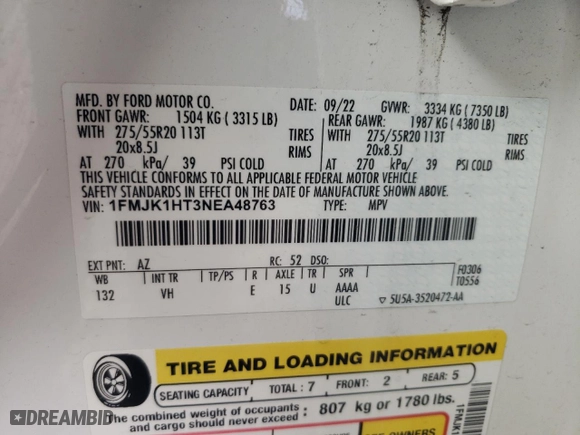 MFD. BY FORD MOTOR CO. DATE: 09/22 GVWR: 3334 KG ( 7350 LB)
FRONT GAWR: 1504 KG ( 3315 LB) REAR GAWR: 1987 KG ( 4380 LB)
WITH 275/55R20 113T TIRES WITH 275/55R20 113T TIRES
20x8.5J RIMS 20x8.5J RIMS
AT 270 kPa/ 39 PSI COLD AT 270 kPa/ 39 PSI COLD
THIS VEHICLE CONFORMS TO ALL APPLICABLE FEDERAL MOTOR VEHICLE
SAFETY STANDARDS IN EFFECT ON THE DATE OF MANUFACTURE SHOWN ABOVE.
VIN: 1FMJK1HT3NEA48763 TYPE: MPV
EXT PNT: AZ RC: 52 DSO: F0306
WB INT TR TP/PS R AXLE TR SPR T0556
132 VH E 15 U AAAA
ULC 5U5A-3520472-AA
TIRE AND LOADING INFORMATION
SEATING CAPACITY TOTAL: 7 FRONT: 2 REAR: 5
The combined weight of occupants and cargo should never exceed: 807 kg or 1780 lbs.
OWNERS
1FMJK1
DREAMBID